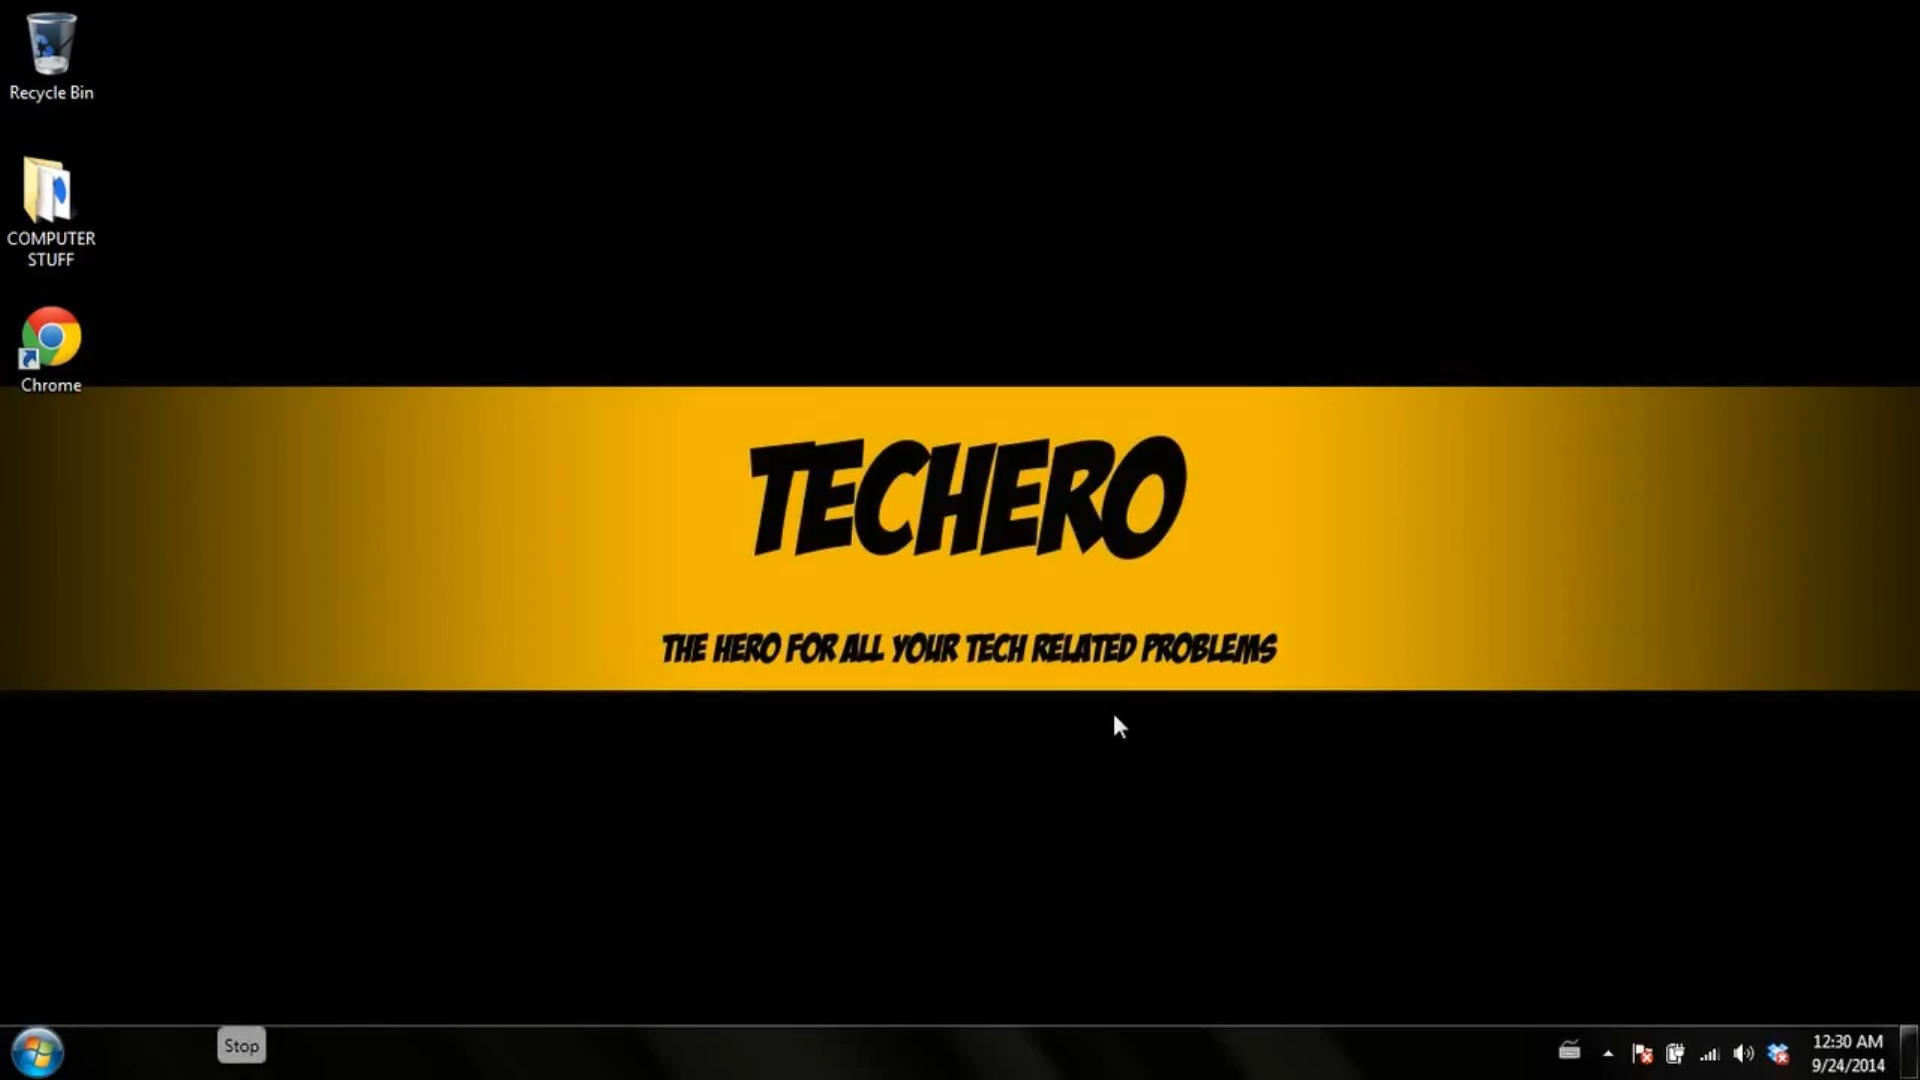 Recycle Bin
COMPUTER
STUFF
Chrome
TECHERO
THE HERO FOR ALL YOUR TECH RELATED PROBLEMS
Stop
12:30 AM
9/24/2014